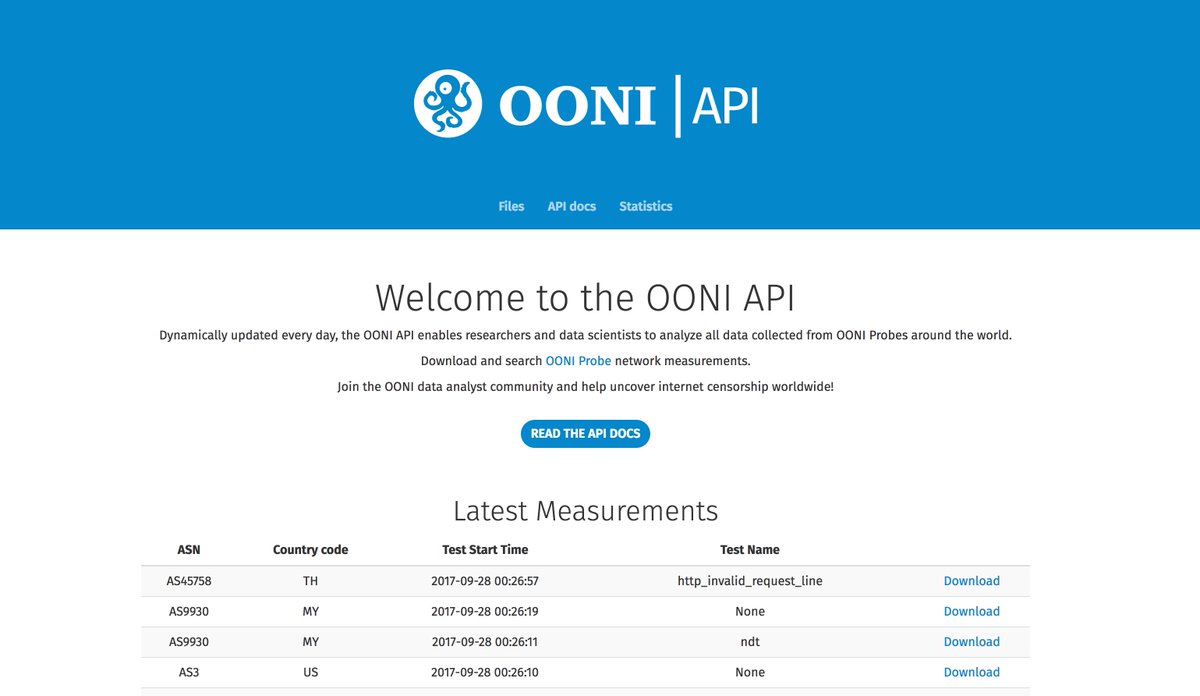 OONI | API
Files API docs Statistics
Welcome to the OONI API
Dynamically updated every day, the OONI API enables researchers and data scientists to analyze all data collected from OONI Probes around the world.
Download and search OONI Probe network measurements.
Join the OONI data analyst community and help uncover internet censorship worldwide!
READ THE API DOCS
Latest Measurements
ASN Country code Test Start Time Test Name
AS45758 TH 2017-09-28 00:26:57 http_invalid_request_line Download
AS9930 MY 2017-09-28 00:26:19 None Download
AS9930 MY 2017-09-28 00:26:11 ndt Download
AS3 US 2017-09-28 00:26:10 None Download